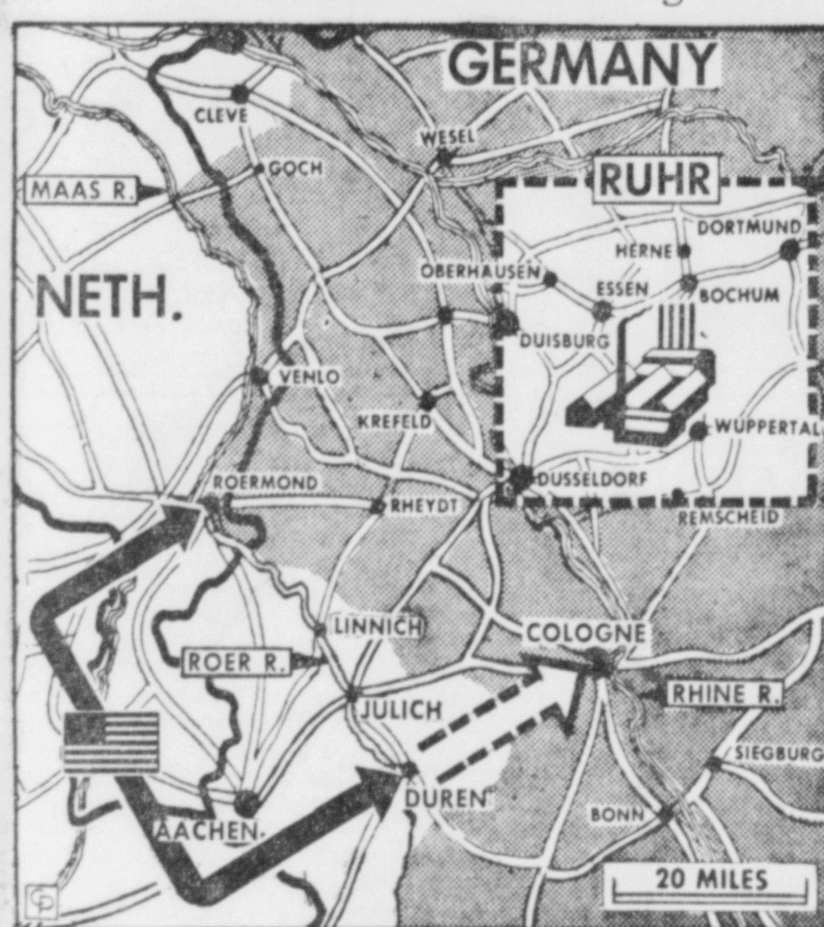 GERMANY
CLEVE
WESEL
GOCH
MAAS R.
RUHR
DORTMUND
HERNE
OBERHAUSEN
ESSEN
BOCHUM
NETH.
DUISBURG
VENLO
KREFELD
WUPPERTAL
ROERMOND
DUSSELDORF
RHEYDT
REMSCHEID
LINNICH
COLOGNE
ROER R.
RHINE R.
JULICH
SIEGBURG
DUREN
BONN
AACHEN
20 MILES
CP